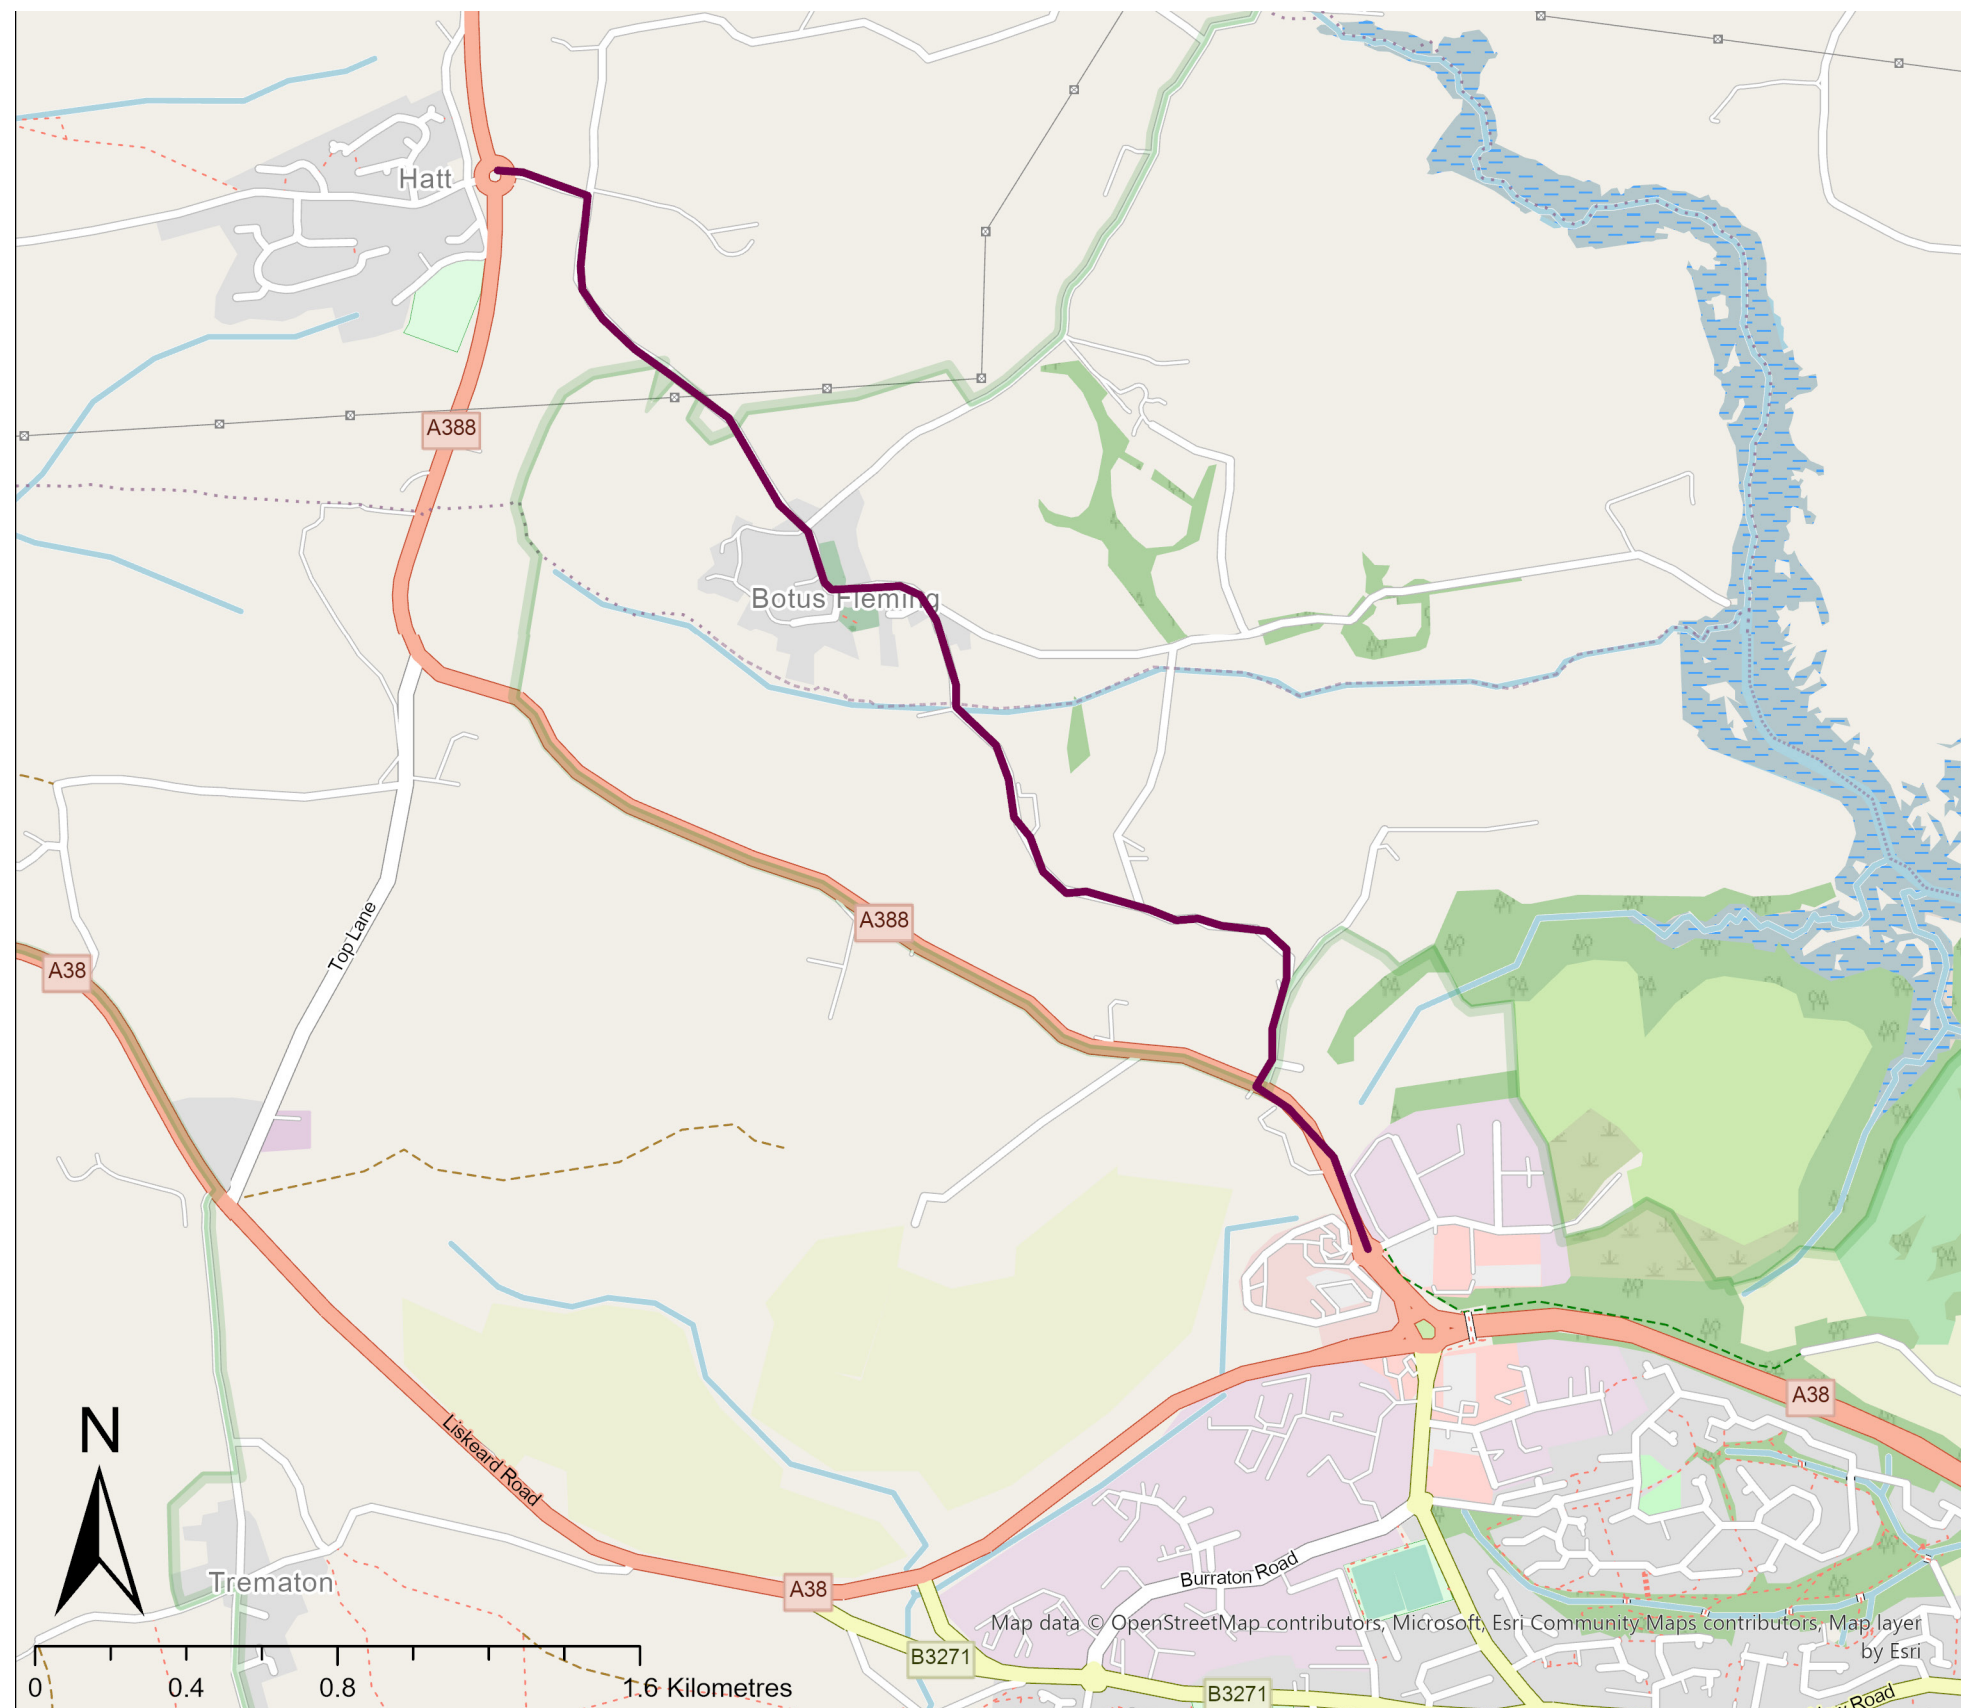 Hatt
A388
Botus Fleming
A388
A38
Top Lane
A38
Liskeard Road
N
Trematon
Burraton Road
A38
Map data © OpenStreetMap contributors, Microsoft, Esri Community Maps contributors, Map layer
by Esri
B3271
B3271
Road
0 0.4 0.8 1.6 Kilometres